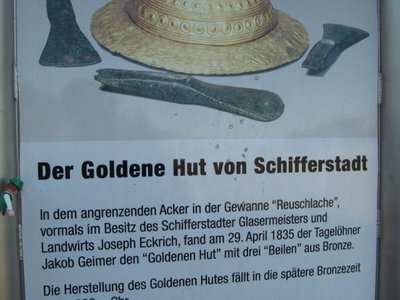 Der Goldene Hut von Schifferstadt
In dem angrenzenden Acker in der Gewanne "Reuschlache",
vormals im Besitz des Schifferstadter Glasermeisters und
Landwirts Joseph Eckrich, fand am 29. April 1835 der Tagelöhner
Jakob Geimer den "Goldenen Hut" mit drei "Beilen" aus Bronze.
Die Herstellung des Goldenen Hutes fällt in die spätere Bronzezeit